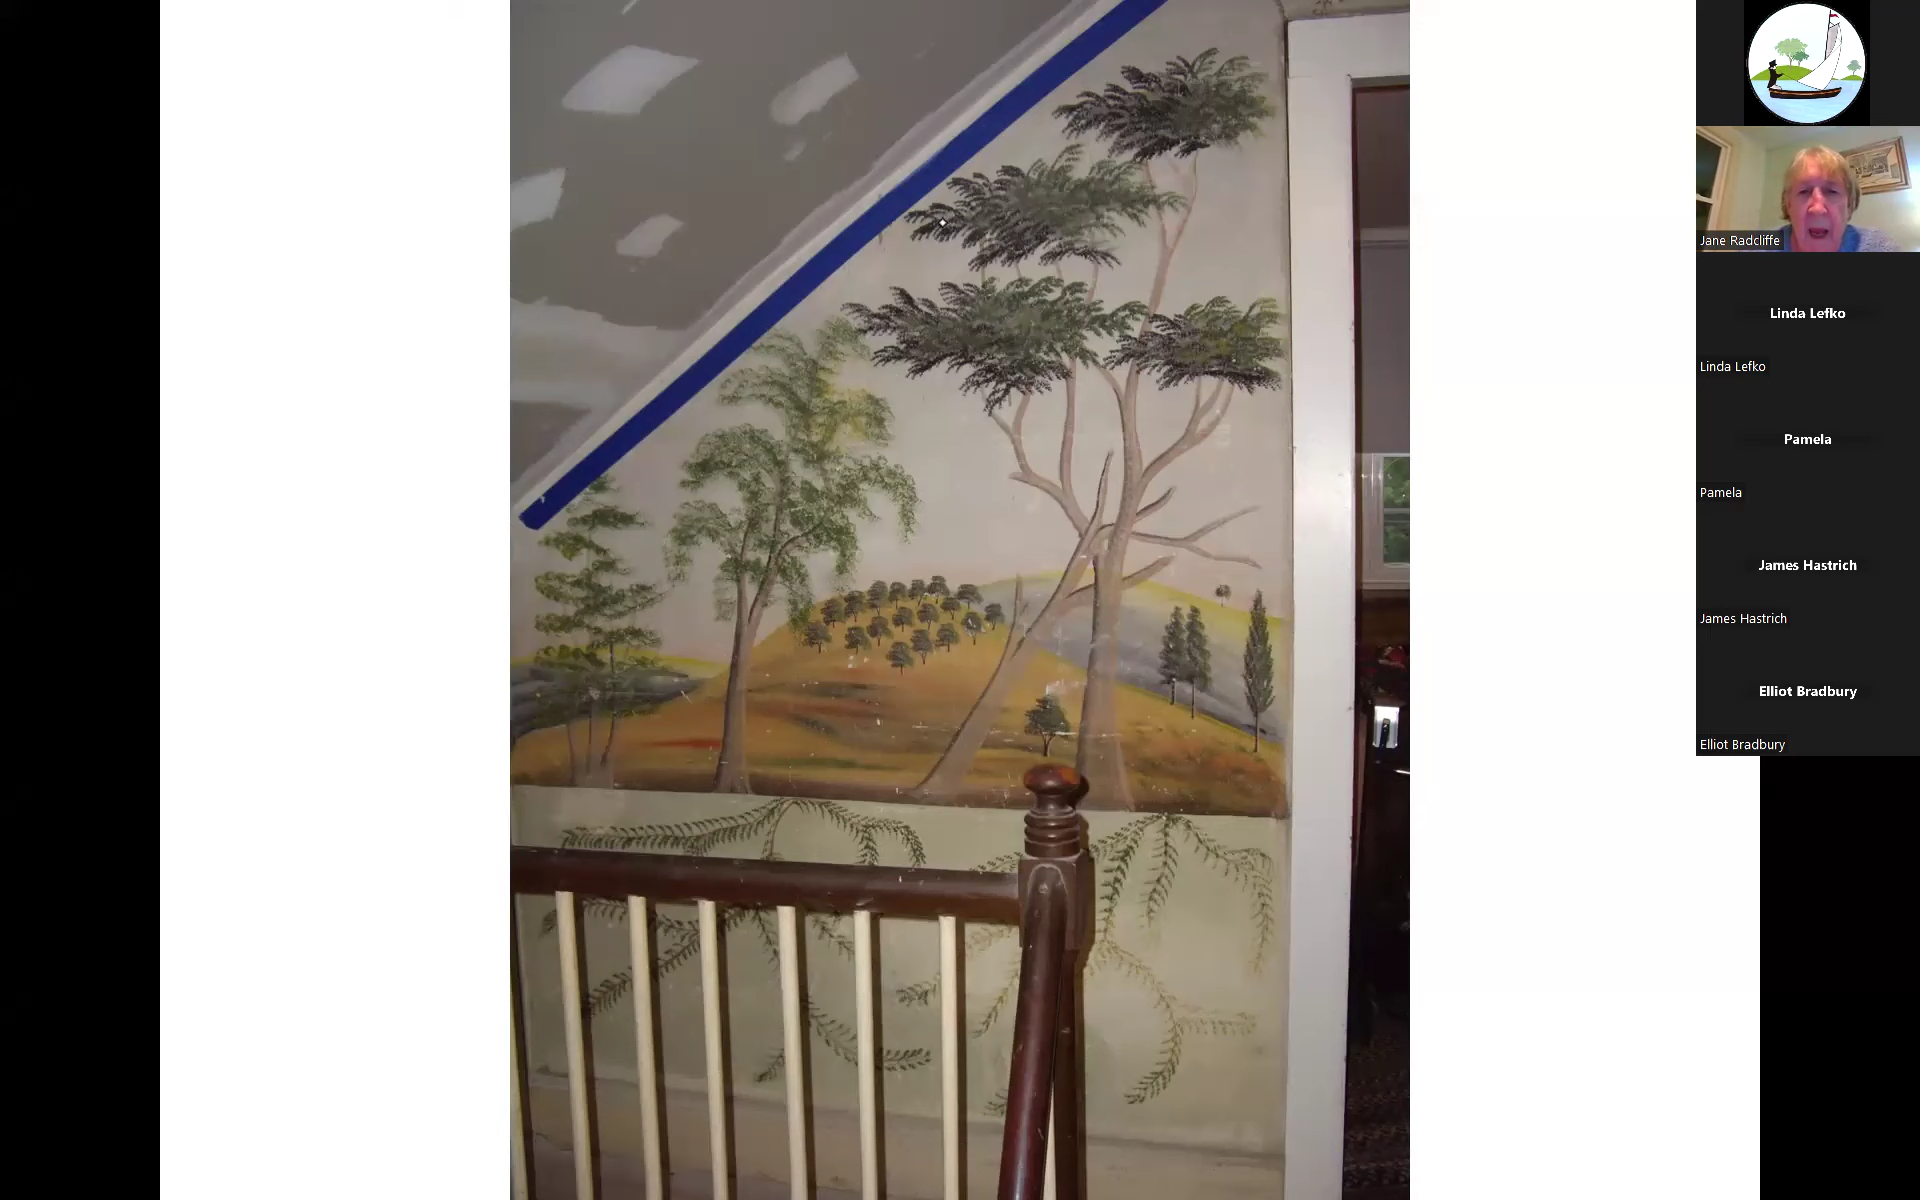 Jane Radcliffe
Linda Lefko
Linda Lefko
Pamela
Pamela
James Hastrich
James Hastrich
Elliot Bradbury
Elliot Bradbury